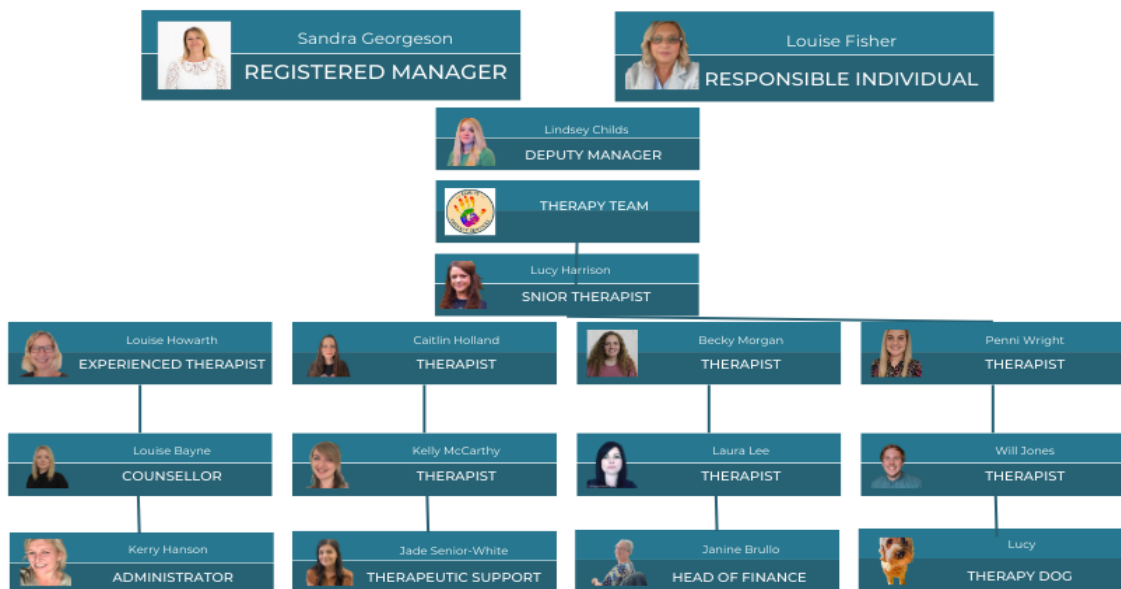 Sandra Georgeson
REGISTERED MANAGER
Louise Fisher
RESPONSIBLE INDIVIDUAL
Lindsey Childs
DEPUTY MANAGER
THERAPY TEAM
Lucy Harrison
SNIOR THERAPIST
Louise Howarth
EXPERIENCED THERAPIST
Caitlin Holland
THERAPIST
Becky Morgan
THERAPIST
Penni Wright
THERAPIST
Louise Bayne
COUNSELLOR
Kelly McCarthy
THERAPIST
Laura Lee
THERAPIST
Will Jones
THERAPIST
Kerry Hanson
ADMINISTRATOR
Jade Senior-White
THERAPEUTIC SUPPORT
Janine Brullo
HEAD OF FINANCE
Lucy
THERAPY DOG